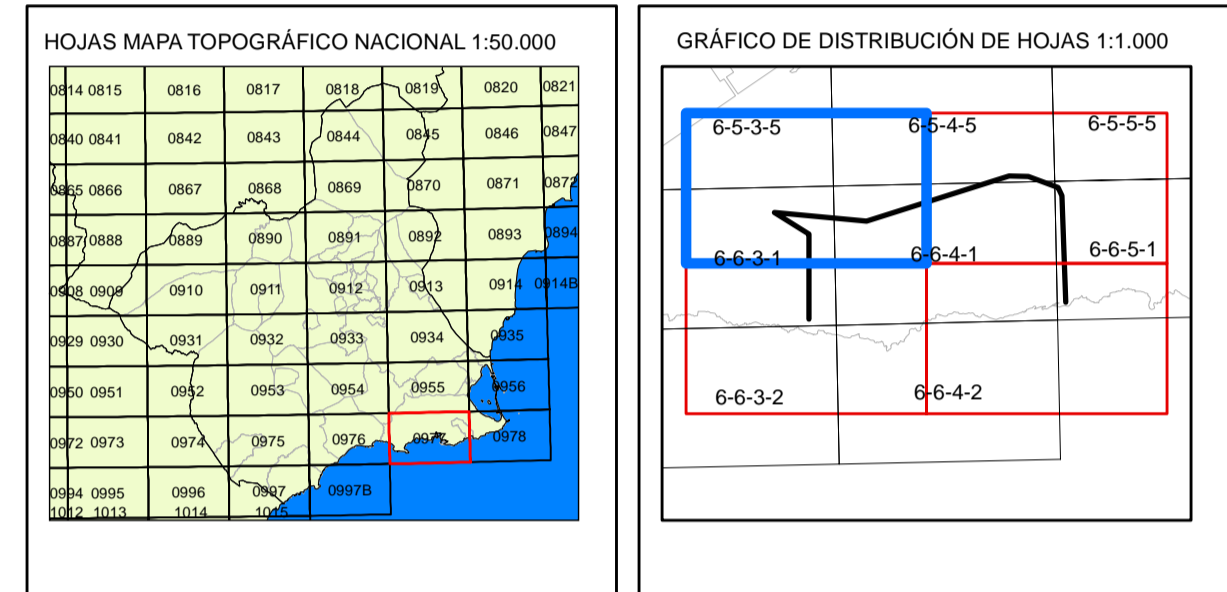 HOJAS MAPA TOPOGRÁFICO NACIONAL 1:50.000
0814 0815 0816 0817 0818 0819 0820 0821
0840 0841 0842 0843 0844 0845 0846 0847
0865 0866 0867 0868 0869 0870 0871 0872
0887 0888 0889 0890 0891 0892 0893 0894
0908 0909 0910 0911 0912 0913 0914 0914B
0929 0930 0931 0932 0933 0934 0935
0950 0951 0952 0953 0954 0955 0956
0972 0973 0974 0975 0976 0977 0978
0994 0995 0996 0997 0997B
1012 1013 1014 1015
GRÁFICO DE DISTRIBUCIÓN DE HOJAS 1:1.000
6-5-3-5 6-5-4-5 6-5-5-5
6-6-3-1 6-6-4-1 6-6-5-1
6-6-3-2 6-6-4-2